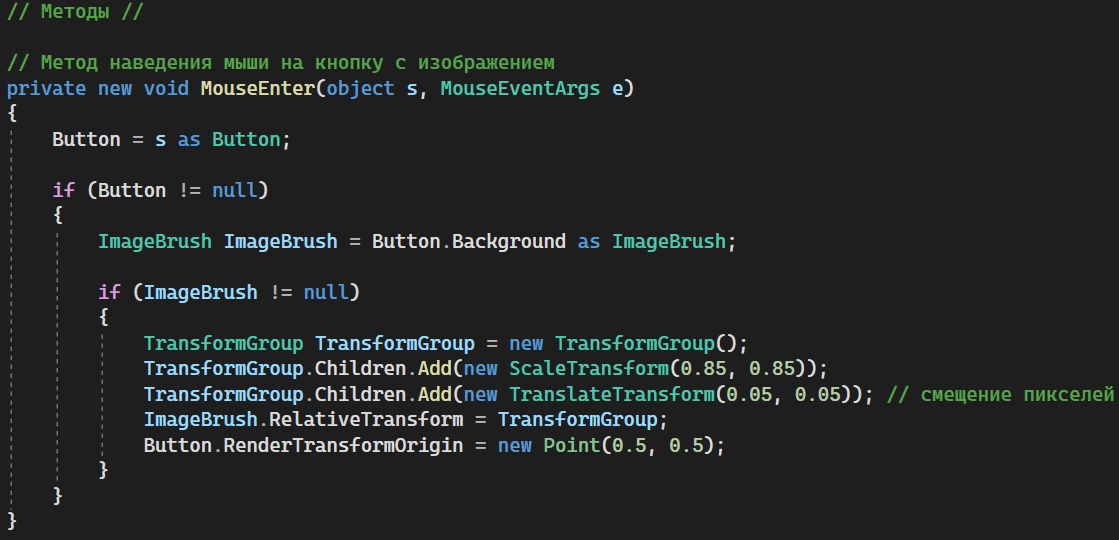 // Методы //
// Метод наведения мыши на кнопку с изображением
private new void MouseEnter(object s, MouseEventArgs e)
{
Button = s as Button;
if (Button != null)
{
ImageBrush ImageBrush = Button.Background as ImageBrush;
if (ImageBrush != null)
{
TransformGroup TransformGroup = new TransformGroup();
TransformGroup.Children.Add(new ScaleTransform(0.85, 0.85));
TransformGroup.Children.Add(new TranslateTransform(0.05, 0.05)); // смещение пикселей
ImageBrush.RelativeTransform = TransformGroup;
Button.RenderTransformOrigin = new Point(0.5, 0.5);
}
}
}